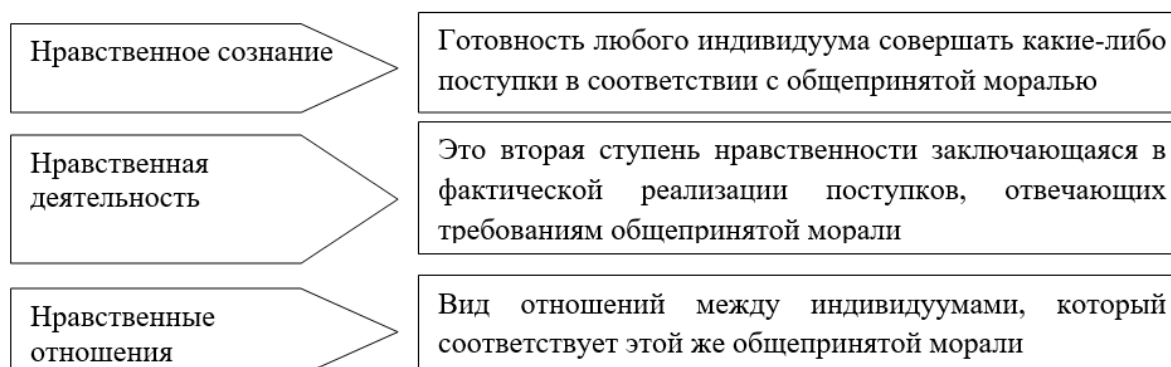 Нравственное сознание
Готовность любого индивидуума совершать какие-либо
поступки в соответствии с общепринятой моралью
Нравственная
деятельность
Это вторая ступень нравственности заключающаяся в
фактической реализации поступков, отвечающих
требованиям общепринятой морали
Нравственные
отношения
Вид отношений между индивидуумами, который
соответствует этой же общепринятой морали